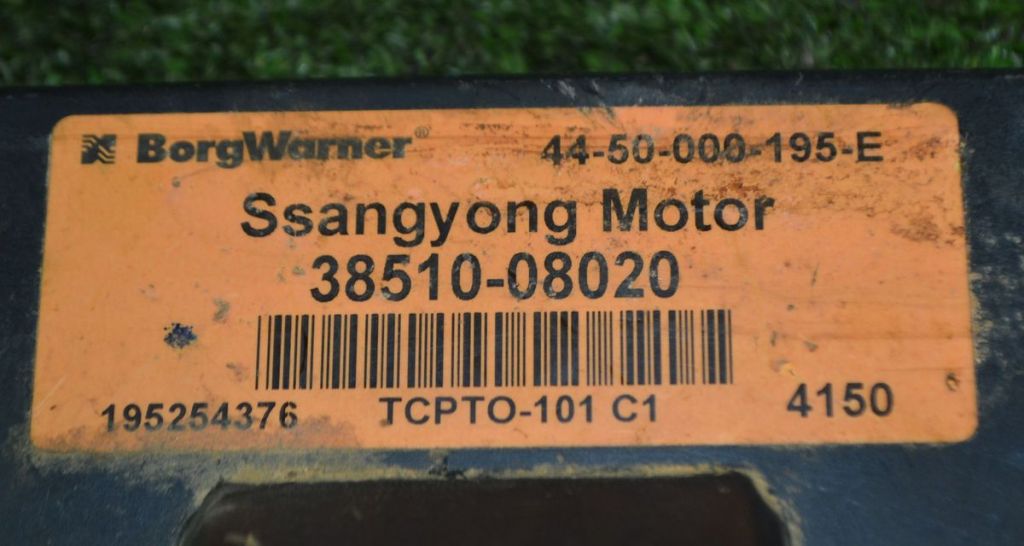 BorgWarner® 44-50-000-195-E
Ssangyong Motor
38510-08020
195254376 TCPTO-101 C1 4150